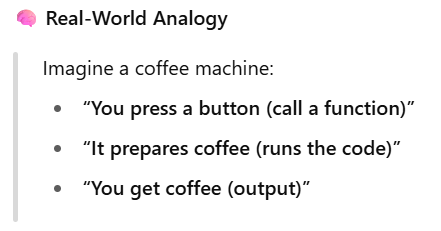 🧠 Real-World Analogy
Imagine a coffee machine:
• “You press a button (call a function)”
• “It prepares coffee (runs the code)”
• “You get coffee (output)”